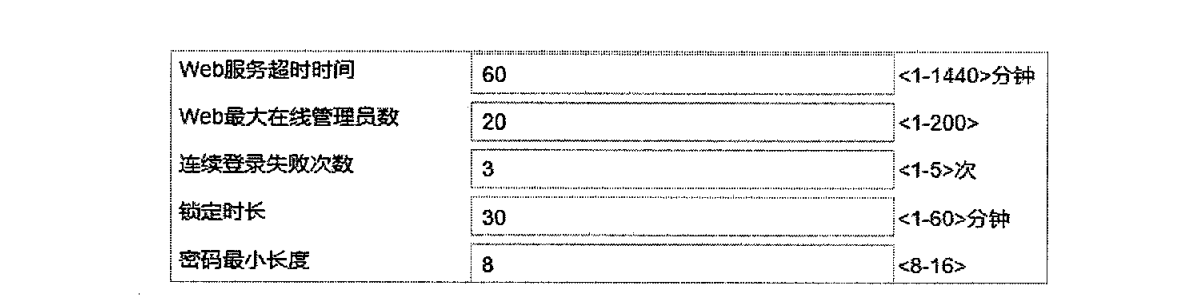 Web服务超时时间 60 <1-1440>分钟
Web最大在线管理员数 20 <1-200>
连续登录失败次数 3 <1-5>次
锁定时长 30 <1-60>分钟
密码最小长度 8 <8-16>